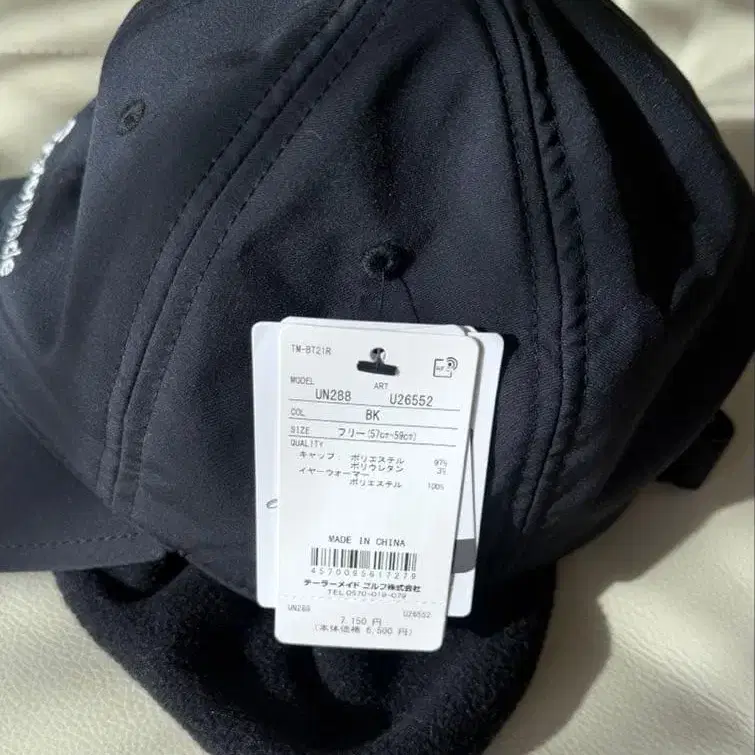 TaylorMade
TM-BT21R
MODEL
ART
UN288
U26552
COL
BK
SIZE
フリー(57cm-59cm)
QUALITY
キャップ: ポリエステル 97%
ポリウレタン 3%
イヤーウォーマー:
ポリエステル 100%
MADE IN CHINA
4570095617279
テーラーメイド ゴルフ株式会社
TEL.0570-019-079
UN288
U26552
7,150 円
(本体価格 6,500 円)